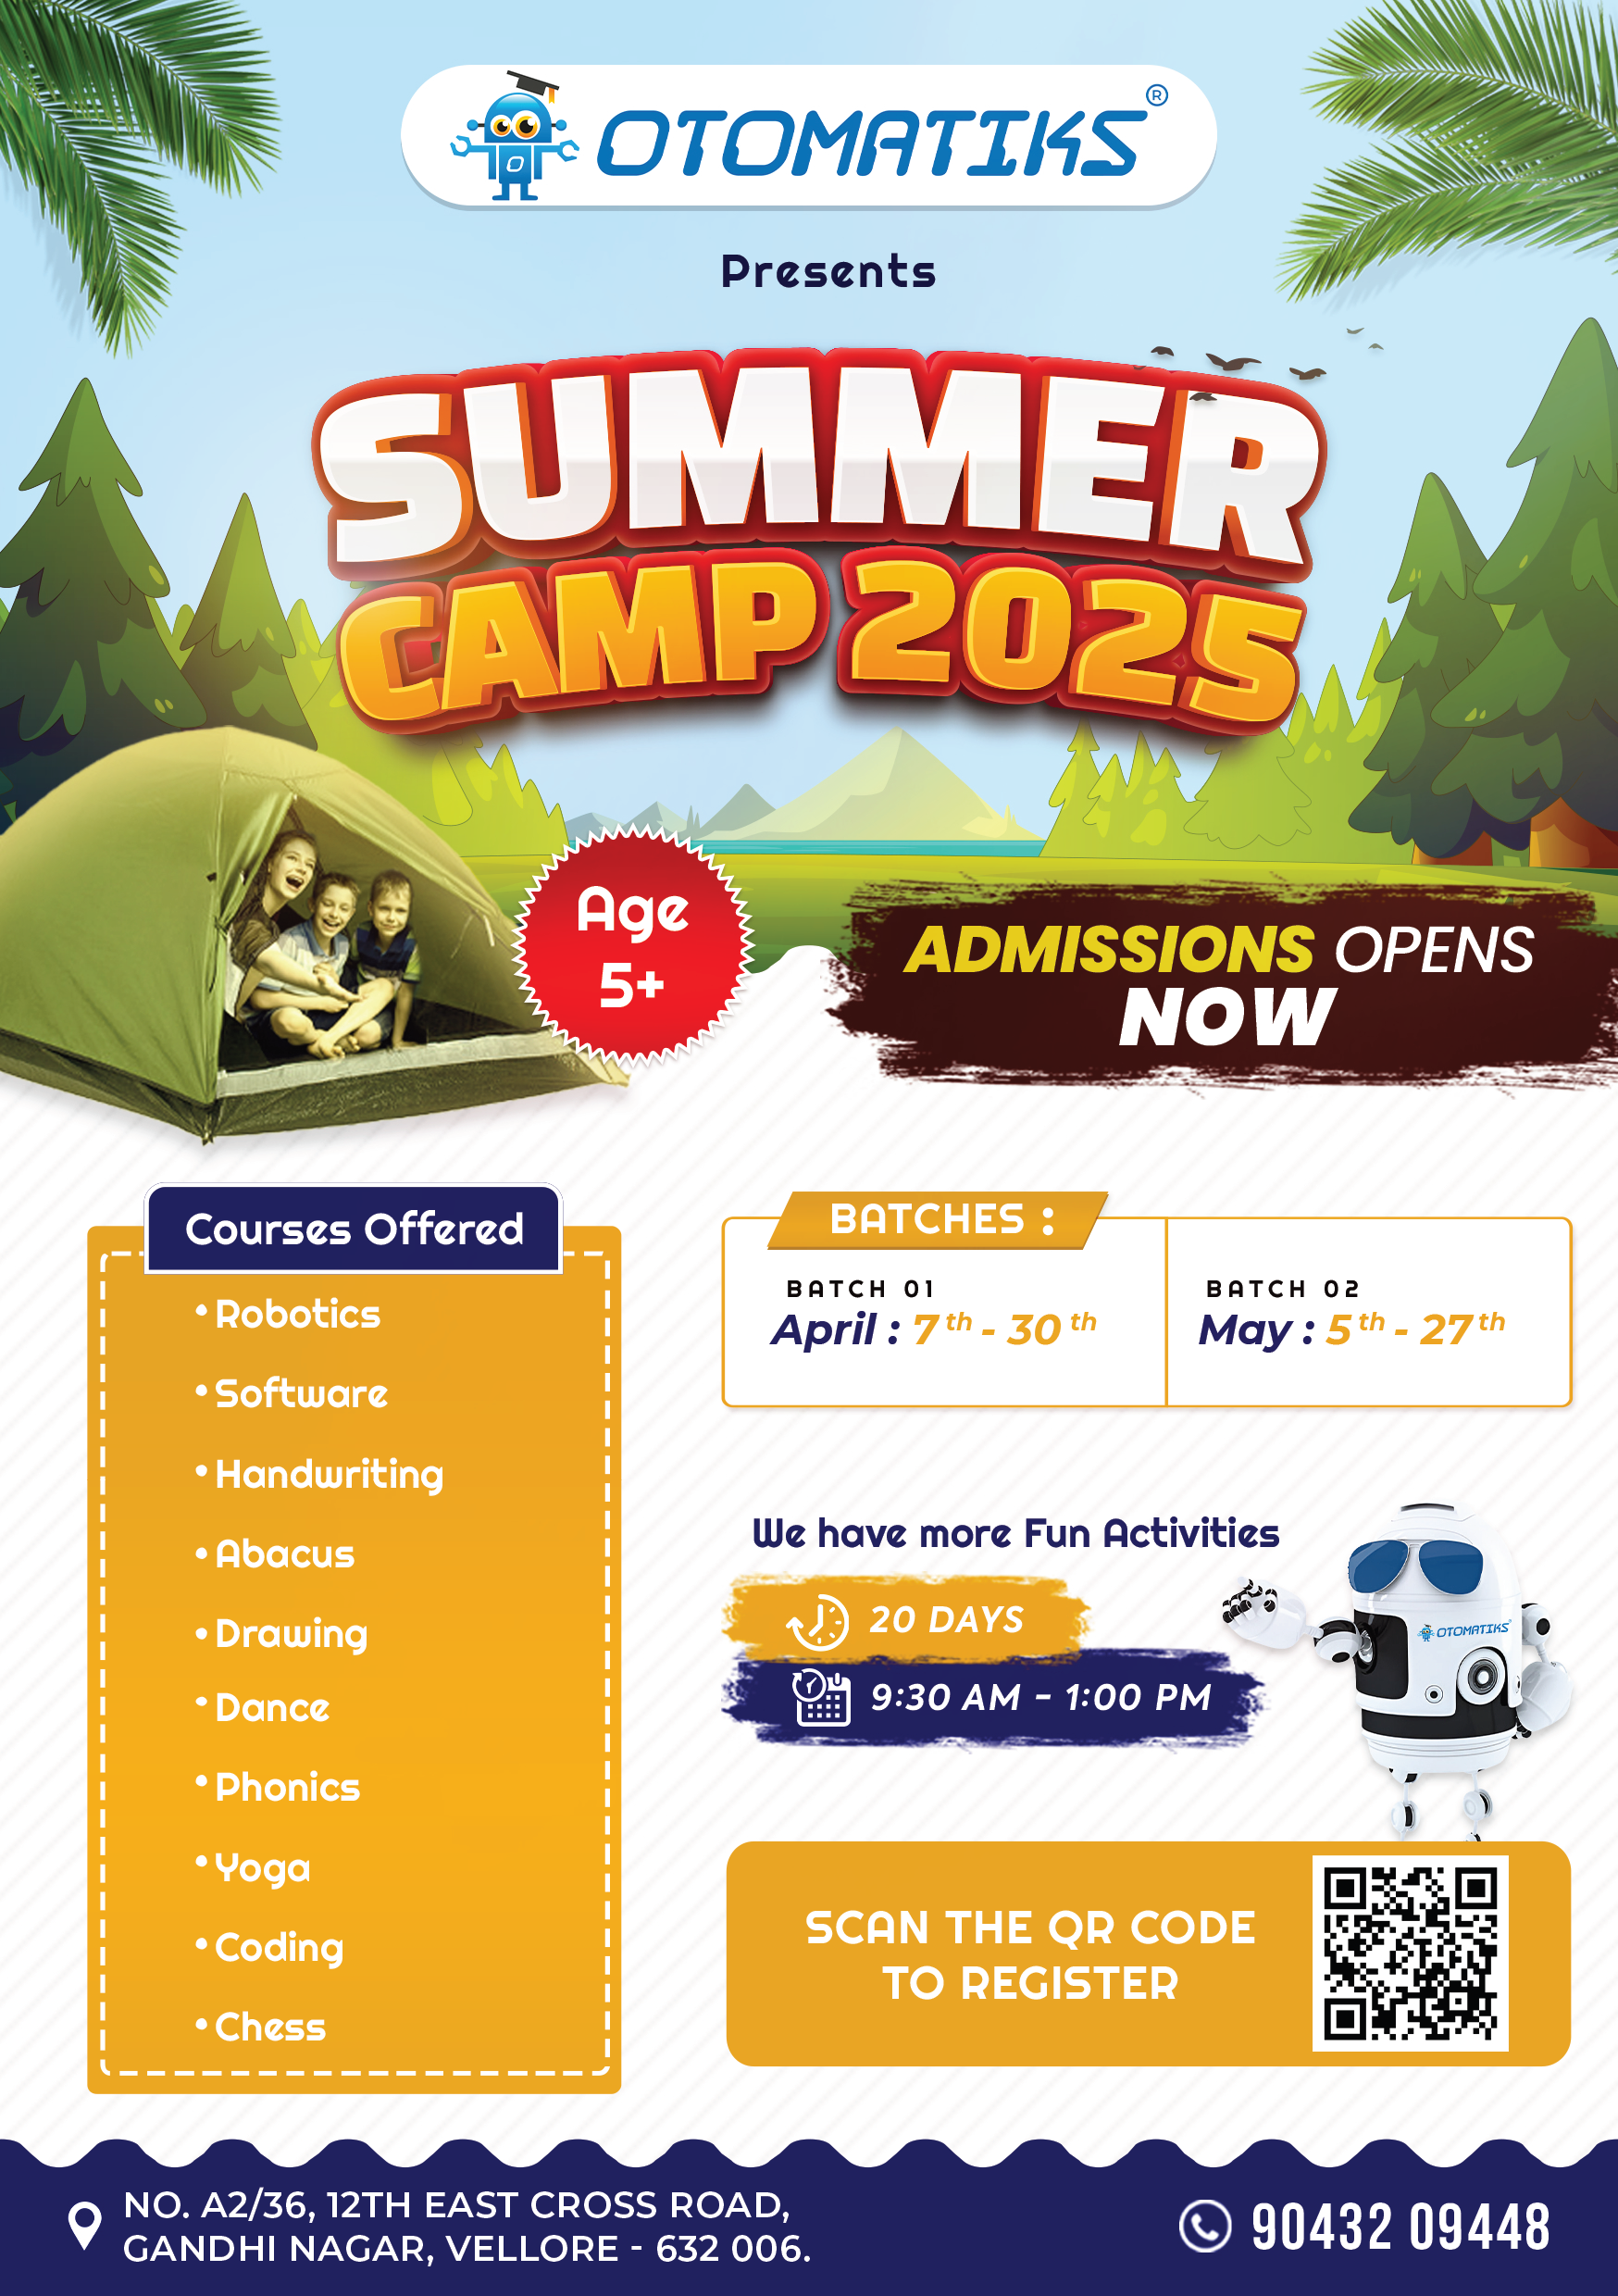 OTOMATIKS®
Presents
SUMMER
CAMP 2025
Age
5+
ADMISSIONS OPENS
NOW
Courses Offered
• Robotics
• Software
• Handwriting
• Abacus
• Drawing
• Dance
• Phonics
• Yoga
• Coding
• Chess
BATCHES :
BATCH 01
April : 7th - 30th
BATCH 02
May : 5th - 27th
We have more Fun Activities
20 DAYS
9:30 AM - 1:00 PM
OTOMATIKS
SCAN THE QR CODE
TO REGISTER
NO. A2/36, 12TH EAST CROSS ROAD,
GANDHI NAGAR, VELLORE - 632 006.
90432 09448